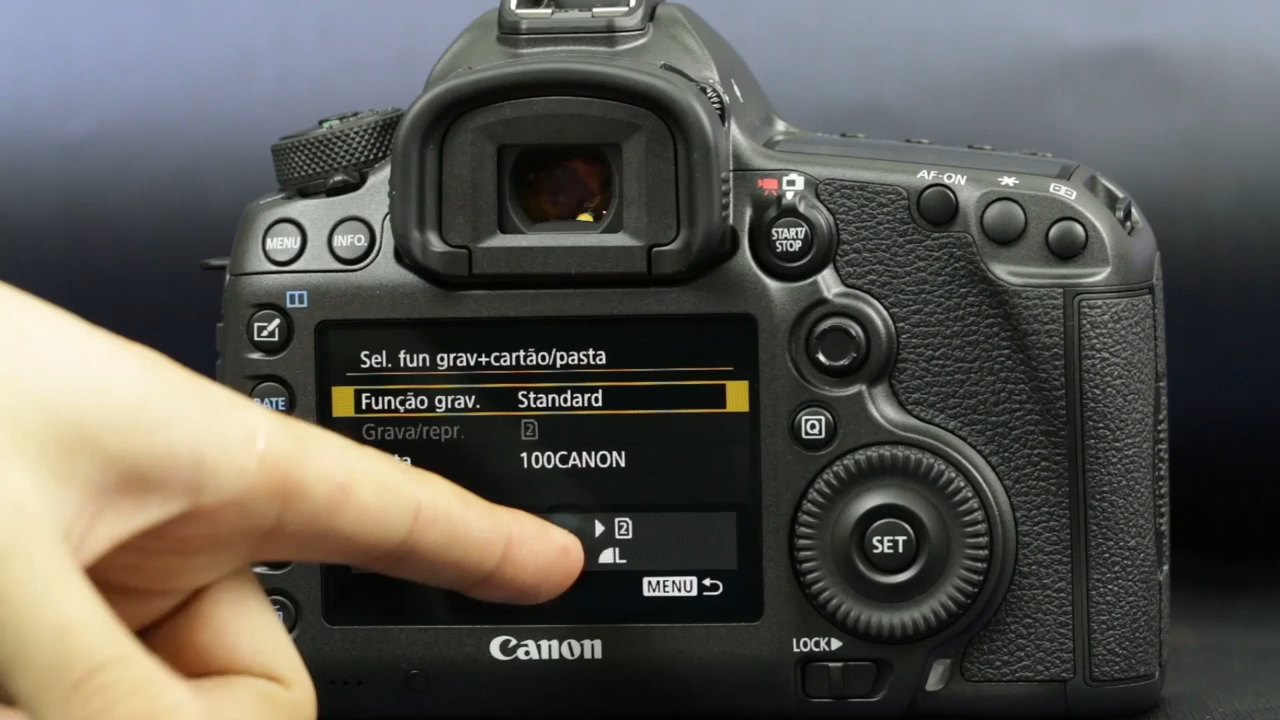 AF-ON
MENU
INFO.
START/
STOP
Sel. fun grav+cartão/pasta
Função grav. Standard
Grava/repr. 2
100CANON
Q
2
L
SET
MENU
Canon
LOCK